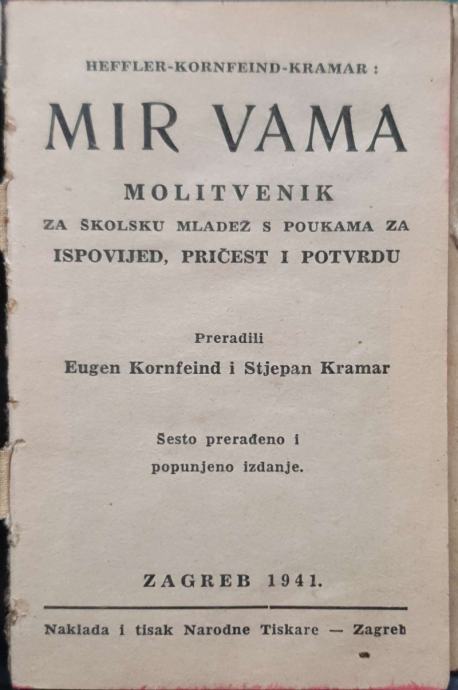 HEFFLER-KORNFEIND-KRAMAR:
MIR VAMA
MOLITVENIK
ZA ŠKOLSKU MLADEŽ S POUKAMA ZA
ISPOVIJED, PRIČEST I POTVRDU
Preradili
Eugen Kornfeind i Stjepan Kramar
Šesto prerađeno i
popunjeno izdanje.
ZAGREB 1941.
Naklada i tisak Narodne Tiskare — Zagreb